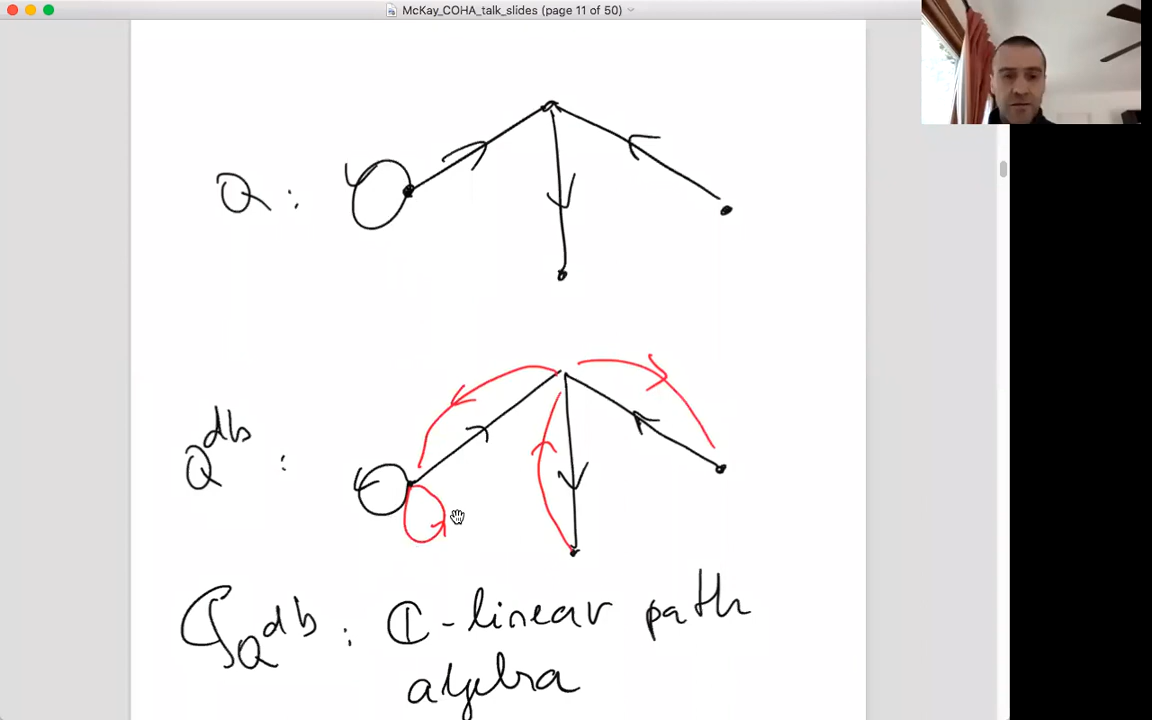 McKay_COHA_talk_slides (page 11 of 50)
Q :
Q^db :
ℂQ^db : ℂ-linear path
algebra